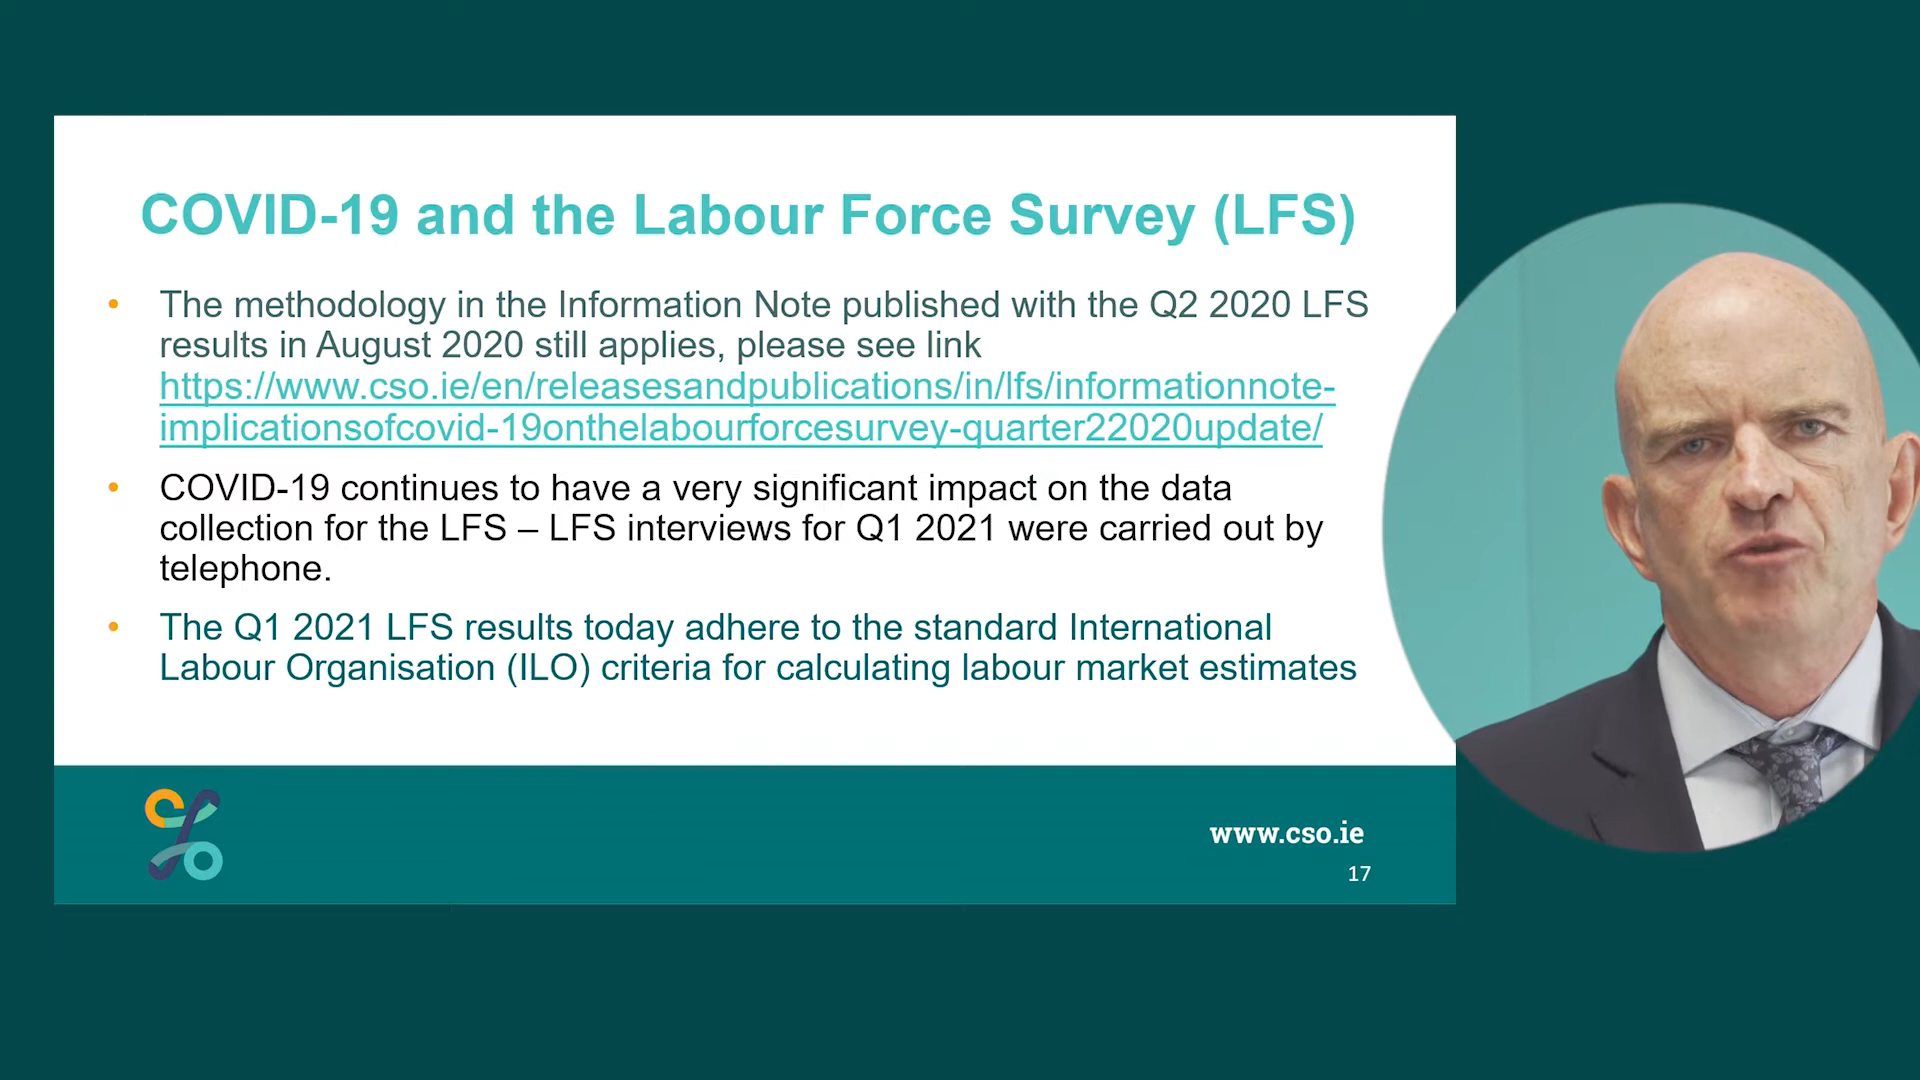 COVID-19 and the Labour Force Survey (LFS)
• The methodology in the Information Note published with the Q2 2020 LFS
results in August 2020 still applies, please see link
https://www.cso.ie/en/releasesandpublications/in/lfs/informationnote-
implicationsofcovid-19onthelabourforcesurvey-quarter22020update/
• COVID-19 continues to have a very significant impact on the data
collection for the LFS – LFS interviews for Q1 2021 were carried out by
telephone.
• The Q1 2021 LFS results today adhere to the standard International
Labour Organisation (ILO) criteria for calculating labour market estimates
www.cso.ie
17